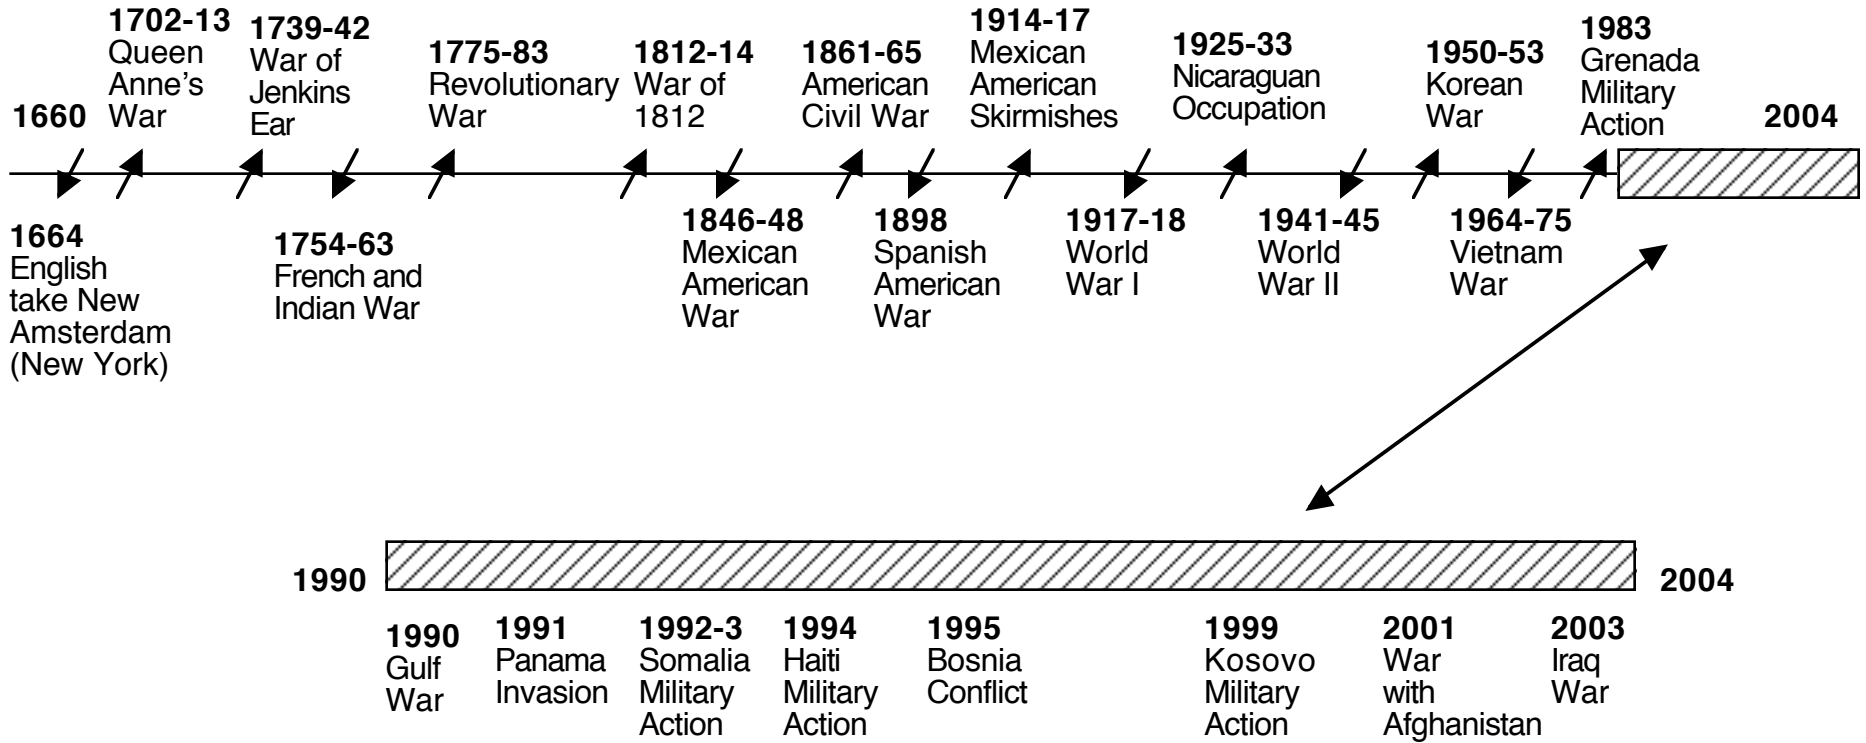 1660
1702-13
Queen
Anne's
War
1739-42
War of
Jenkins
Ear
1775-83
Revolutionary
War
1812-14
War of
1812
1861-65
American
Civil War
1914-17
Mexican
American
Skirmishes
1925-33
Nicaraguan
Occupation
1950-53
Korean
War
1983
Grenada
Military
Action
2004
1664
English
take New
Amsterdam
(New York)
1754-63
French and
Indian War
1846-48
Mexican
American
War
1898
Spanish
American
War
1917-18
World
War I
1941-45
World
War II
1964-75
Vietnam
War
1990
2004
1990
Gulf
War
1991
Panama
Invasion
1992-3
Somalia
Military
Action
1994
Haiti
Military
Action
1995
Bosnia
Conflict
1999
Kosovo
Military
Action
2001
War
with
Afghanistan
2003
Iraq
War